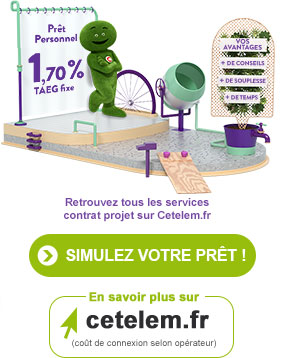 Prêt
Personnel
1,70%
TAEG fixe
VOS
AVANTAGES
+ DE CONSEILS
+ DE SOUPLESSE
+ DE TEMPS
Retrouvez tous les services
contrat projet sur Cetelem.fr
SIMULEZ VOTRE PRÊT !
En savoir plus sur
cetelem.fr
(coût de connexion selon opérateur)